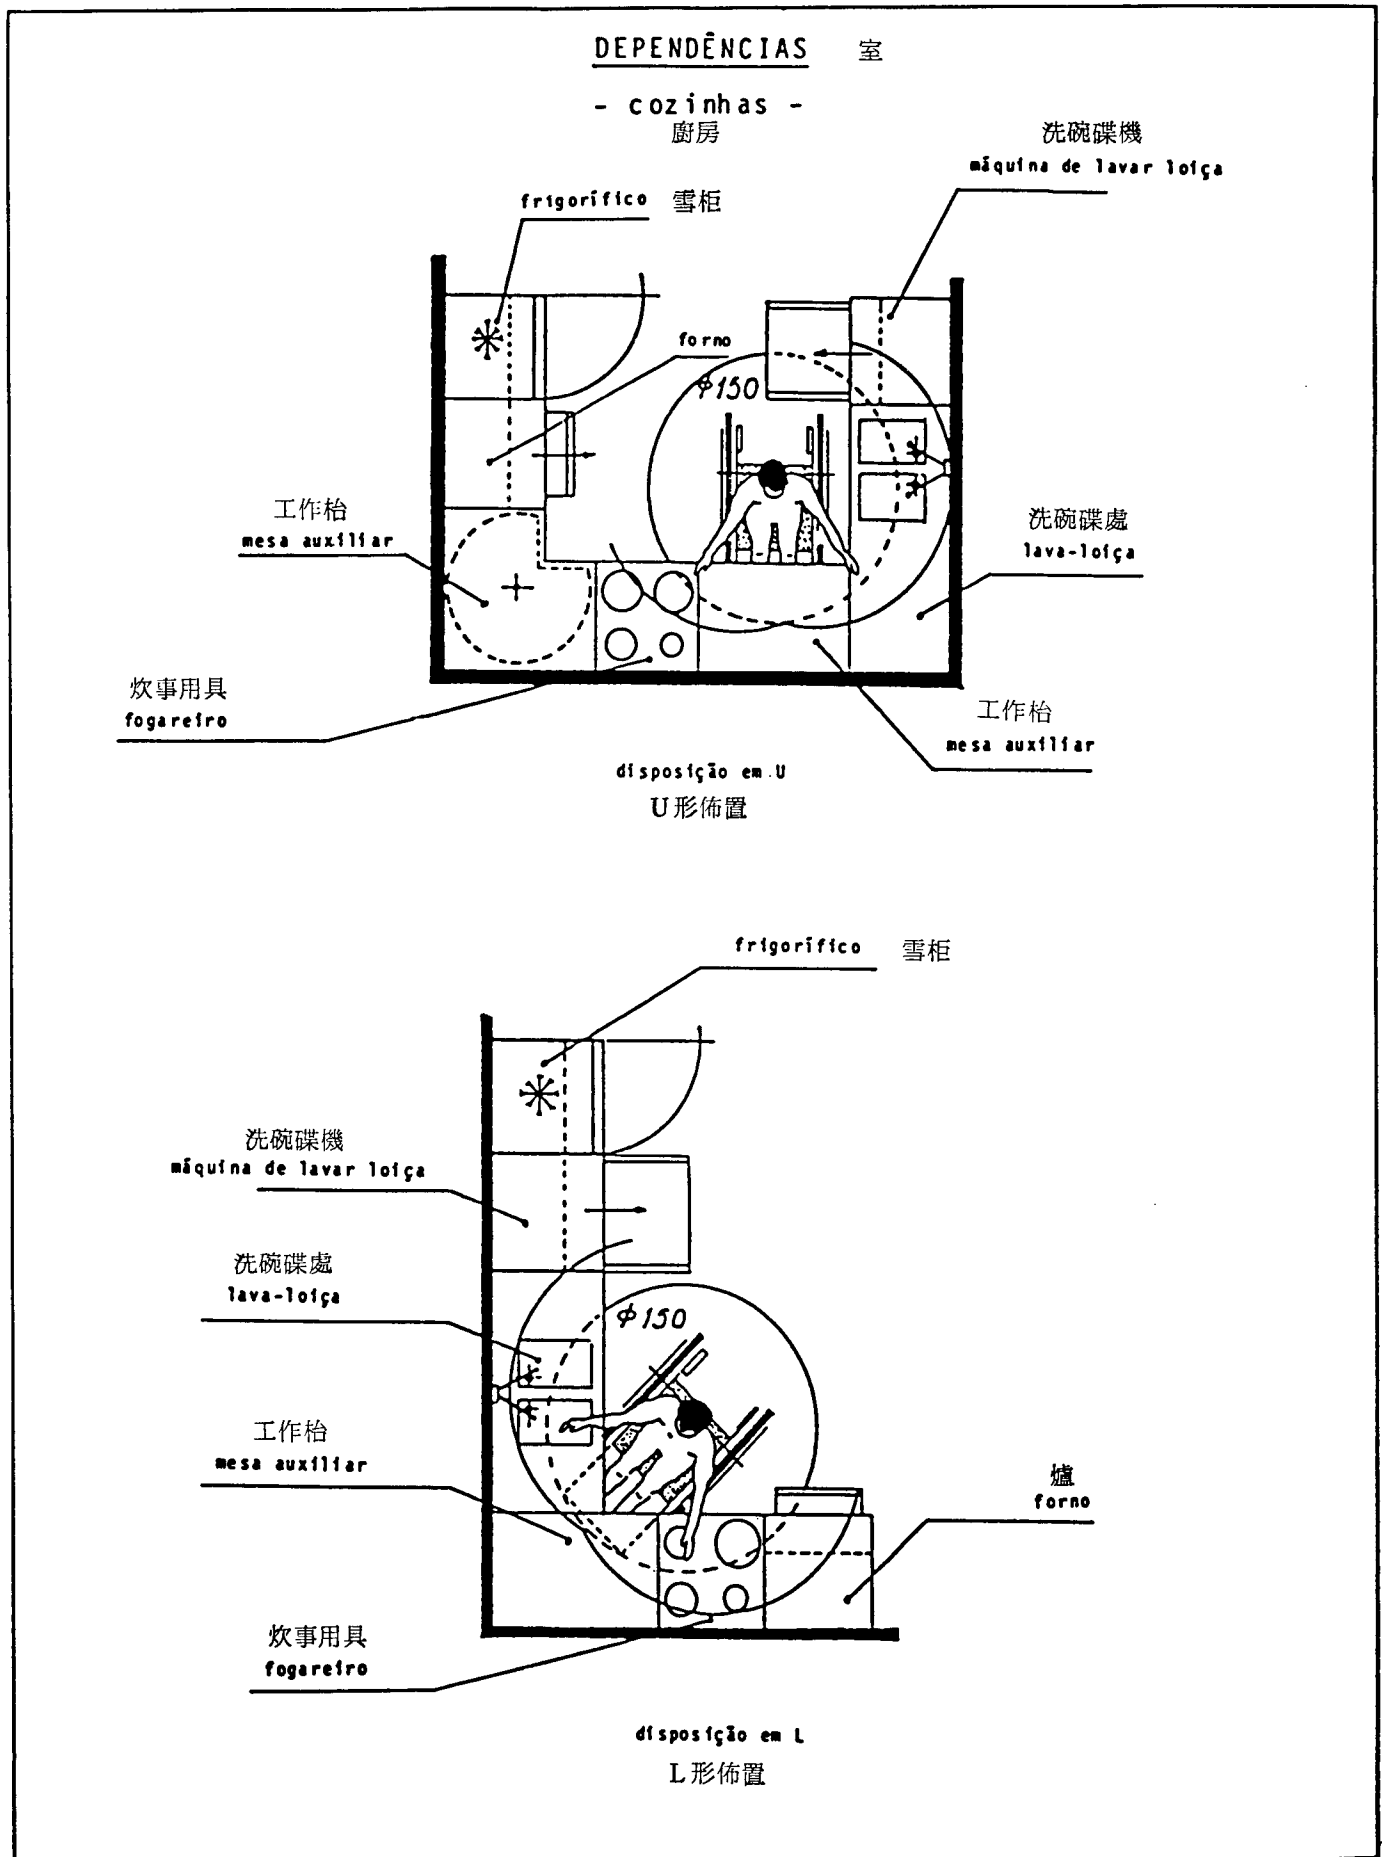 DEPENDÊNCIAS 室
- cozinhas -
廚房
洗碗碟機
máquina de lavar loiça
frigorífico 雪柜
forno
φ150
工作枱
mesa auxiliar
洗碗碟處
lava-loiça
炊事用具
fogareiro
工作枱
mesa auxiliar
disposição em U
U形佈置
frigorífico 雪柜
洗碗碟機
máquina de lavar loiça
洗碗碟處
lava-loiça
φ150
工作枱
mesa auxiliar
爐
forno
炊事用具
fogareiro
disposição em L
L形佈置